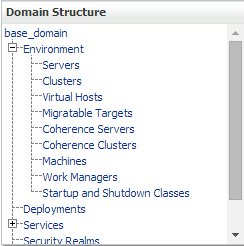 Domain Structure
base_domain
Environment
Servers
Clusters
Virtual Hosts
Migratable Targets
Coherence Servers
Coherence Clusters
Machines
Work Managers
Startup and Shutdown Classes
Deployments
Services
Security Realms